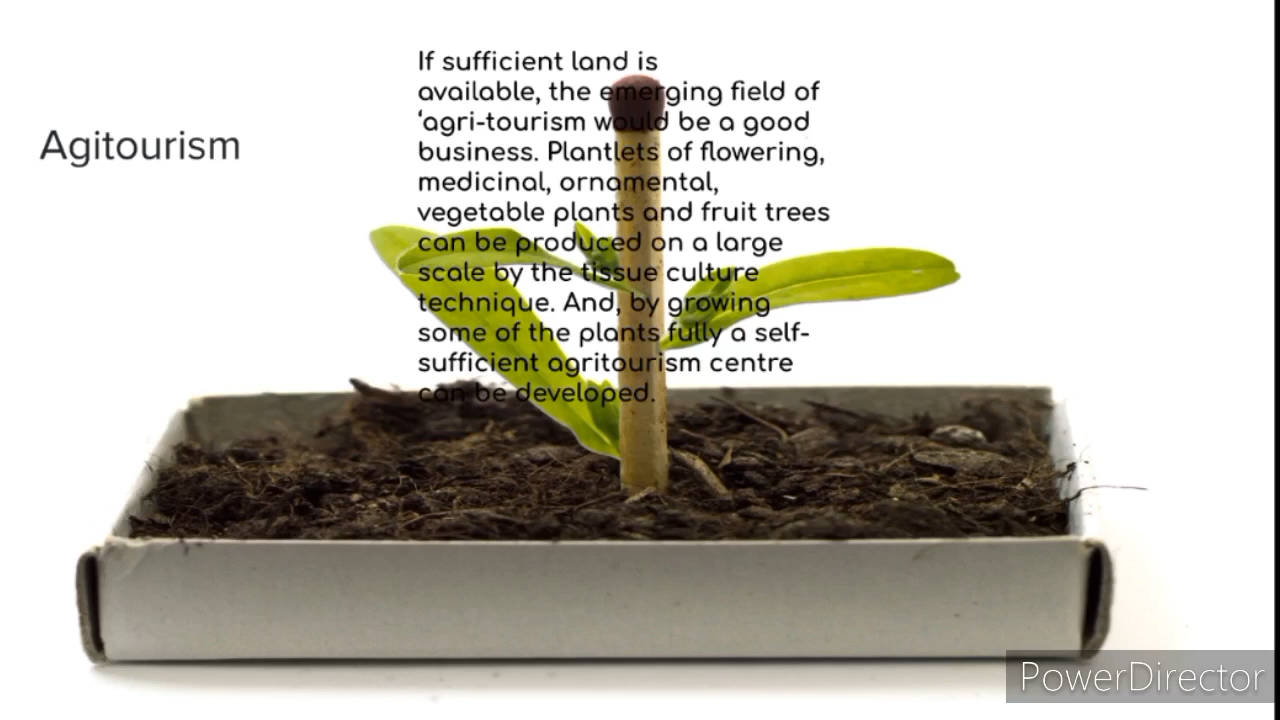 Agitourism
If sufficient land is
available, the emerging field of
‘agri-tourism would be a good
business. Plantlets of flowering,
medicinal, ornamental,
vegetable plants and fruit trees
can be produced on a large
scale by the tissue culture
technique. And, by growing
some of the plants fully a self-
sufficient agritourism centre
can be developed.
PowerDirector